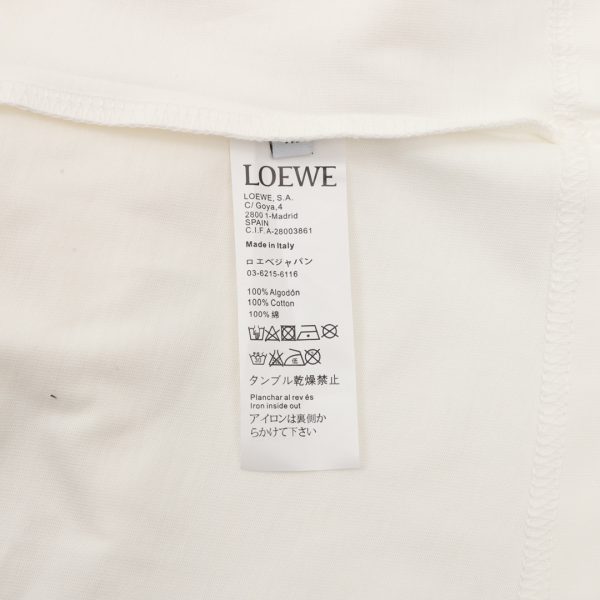 LOEWE
LOEWE, S.A.
C/ Goya,4
28001-Madrid
SPAIN
C.I.F.A-28003861
Made in Italy
ロエベジャパン
03-6215-6116
100% Algodón
100% Cotton
100% 綿
タンブル乾燥禁止
Planchar al rev és
Iron inside out
アイロンは裏側か
らかけて下さい